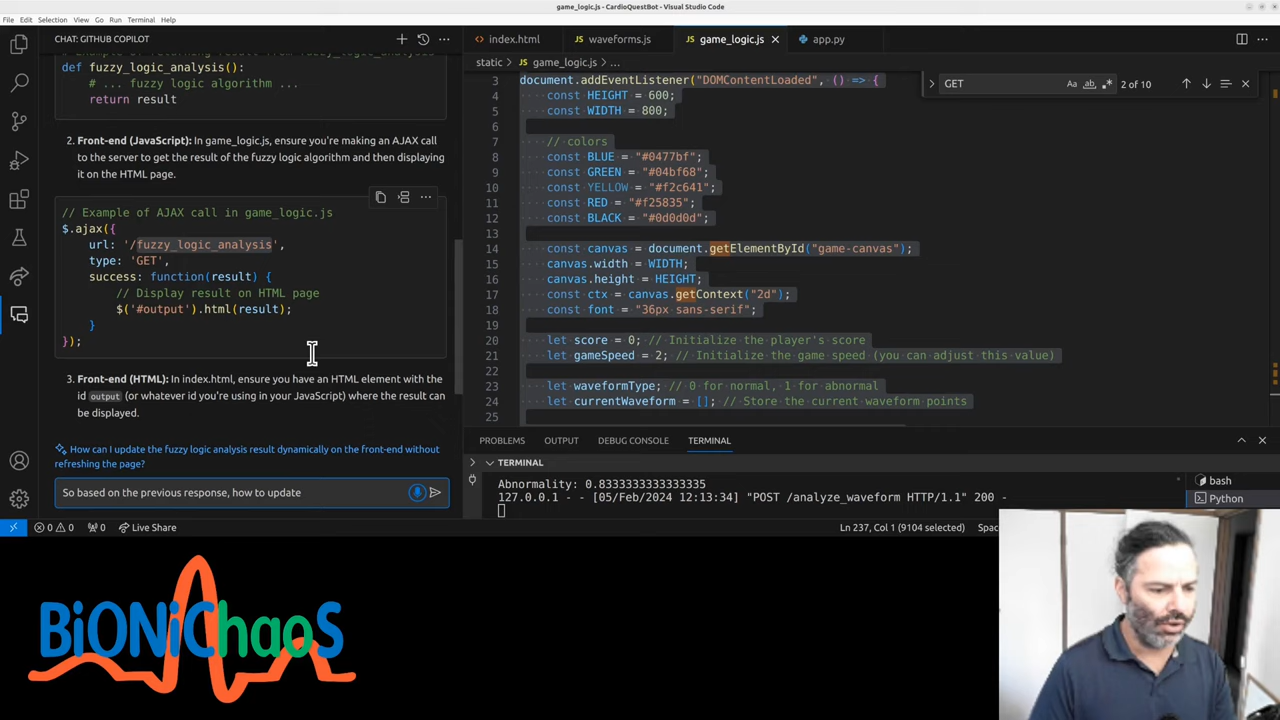 game_logic.js - CardioQuestBot - Visual Studio Code
File Edit Selection View Go Run Terminal Help
CHAT: GITHUB COPILOT
index.html
waveforms.js
game_logic.js
app.py
static > game_logic.js > ...
GET
Aa ab
2 of 10
def fuzzy_logic_analysis():
# ... fuzzy logic algorithm ...
return result
2. Front-end (JavaScript): In game_logic.js, ensure you're making an AJAX call
to the server to get the result of the fuzzy logic algorithm and then displaying
it on the HTML page.
// Example of AJAX call in game_logic.js
$.ajax({
url: '/fuzzy_logic_analysis',
type: 'GET',
success: function(result) {
// Display result on HTML page
$('#output').html(result);
}
});
3. Front-end (HTML): In index.html, ensure you have an HTML element with the
id output (or whatever id you're using in your JavaScript) where the result can
be displayed.
How can I update the fuzzy logic analysis result dynamically on the front-end without
refreshing the page?
So based on the previous response, how to update
3 document.addEventListener("DOMContentLoaded", () => {
4 const HEIGHT = 600;
5 const WIDTH = 800;
6
7 // colors
8 const BLUE = "#0477bf";
9 const GREEN = "#04bf68";
10 const YELLOW = "#f2c641";
11 const RED = "#f25835";
12 const BLACK = "#0d0d0d";
13
14 const canvas = document.getElementById("game-canvas");
15 canvas.width = WIDTH;
16 canvas.height = HEIGHT;
17 const ctx = canvas.getContext("2d");
18 const font = "36px sans-serif";
19
20 let score = 0; // Initialize the player's score
21 let gameSpeed = 2; // Initialize the game speed (you can adjust this value)
22
23 let waveformType; // 0 for normal, 1 for abnormal
24 let currentWaveform = []; // Store the current waveform points
25
PROBLEMS OUTPUT DEBUG CONSOLE TERMINAL
TERMINAL
Abnormality: 0.8333333333333335
127.0.0.1 - - [05/Feb/2024 12:13:34] "POST /analyze_waveform HTTP/1.1" 200 -
bash
Python
0 0 0 Live Share
Ln 237, Col 1 (9104 selected)
BiONiChaoS